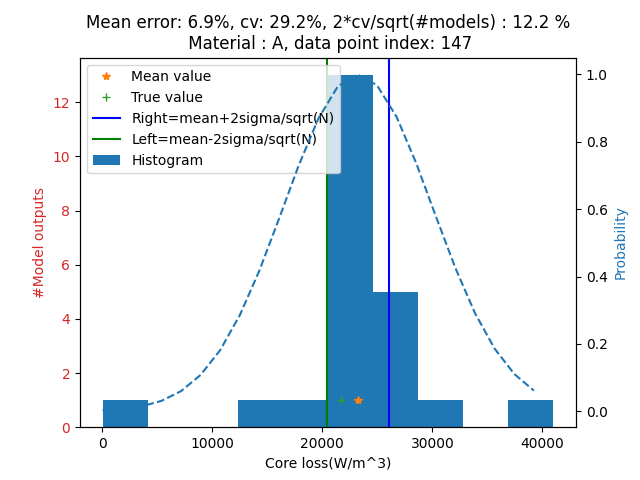 Mean error: 6.9%, cv: 29.2%, 2*cv/sqrt(#models) : 12.2 %
Material : A, data point index: 147
Mean value
True value
Right=mean+2sigma/sqrt(N)
Left=mean-2sigma/sqrt(N)
Histogram
#Model outputs
0
2
4
6
8
10
12
Probability
0.0
0.2
0.4
0.6
0.8
1.0
0
10000
20000
30000
40000
Core loss(W/m^3)